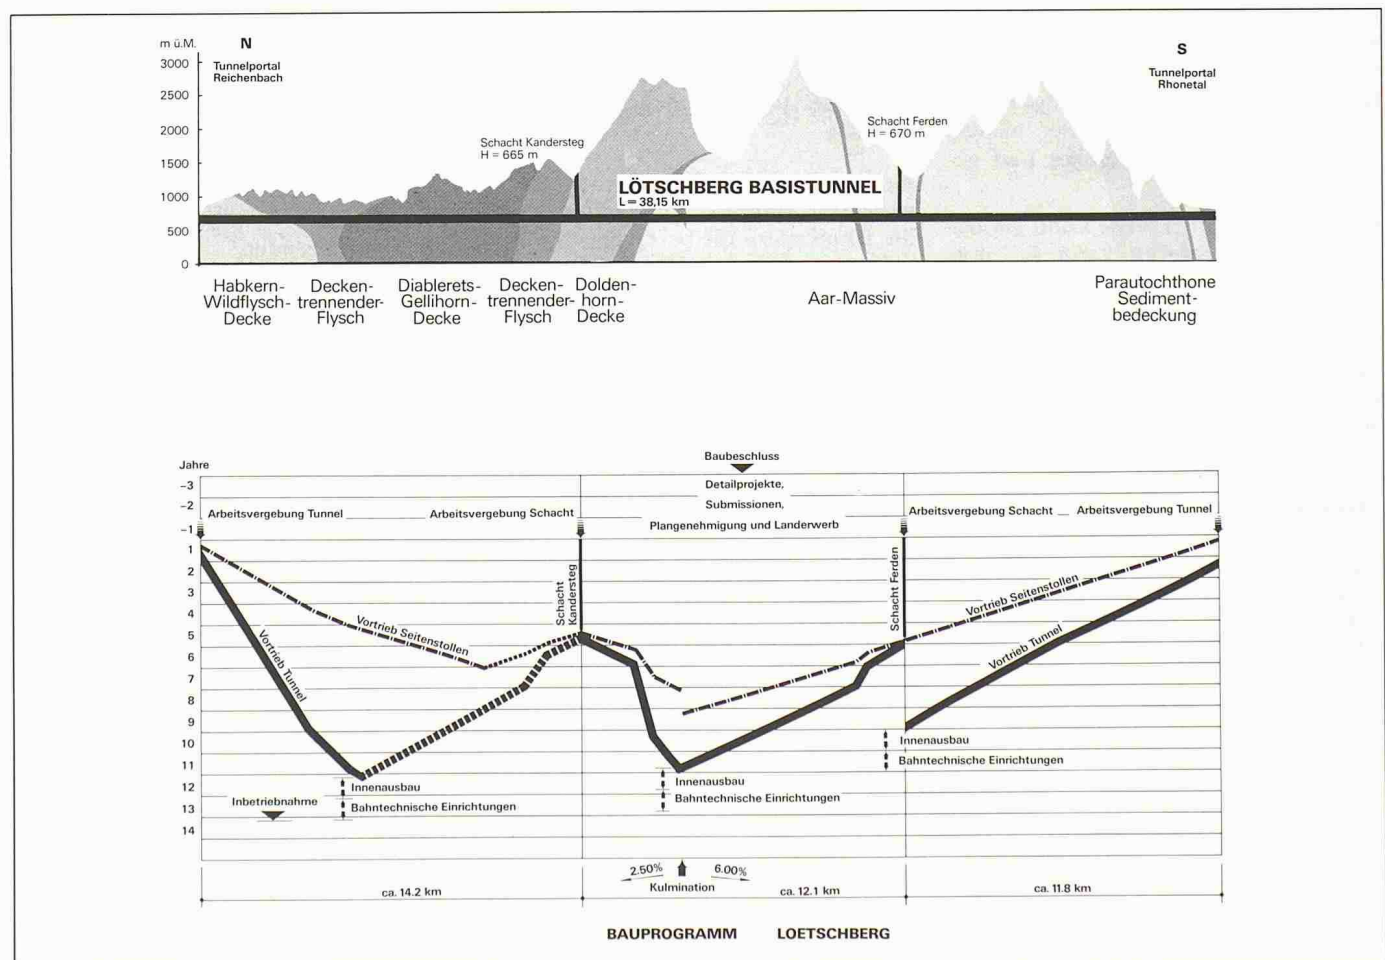 m ü.M.
N
S
Tunnelportal
Reichenbach
Tunnelportal
Rhonetal
3000
2500
2000
1500
1000
500
0
Schacht Kandersteg
H = 665 m
Schacht Ferden
H = 670 m
LÖTSCHBERG BASISTUNNEL
L = 38,15 km
Habkern-
Wildflysch-
Decke
Decken-
trennender-
Flysch
Diablerets-
Gellihorn-
Decke
Decken-
trennender-
Flysch
Dolden-
horn-
Decke
Aar-Massiv
Parautochthone
Sediment-
bedeckung
Jahre
Baubeschluss
-3
-2
-1
1
2
3
4
5
6
7
8
9
10
11
12
13
14
Detailprojekte,
Submissionen,
Plangenehmigung und Landerwerb
Arbeitsvergebung Tunnel
Arbeitsvergebung Schacht
Arbeitsvergebung Schacht
Arbeitsvergebung Tunnel
Schacht
Kandersteg
Schacht Ferden
Vortrieb Seitenstollen
Vortrieb Tunnel
Vortrieb Seitenstollen
Vortrieb Tunnel
Innenausbau
Bahntechnische Einrichtungen
Innenausbau
Bahntechnische Einrichtungen
Innenausbau
Bahntechnische Einrichtungen
Inbetriebnahme
2.50%
6.00%
Kulmination
ca. 14.2 km
ca. 12.1 km
ca. 11.8 km
BAUPROGRAMM LOETSCHBERG